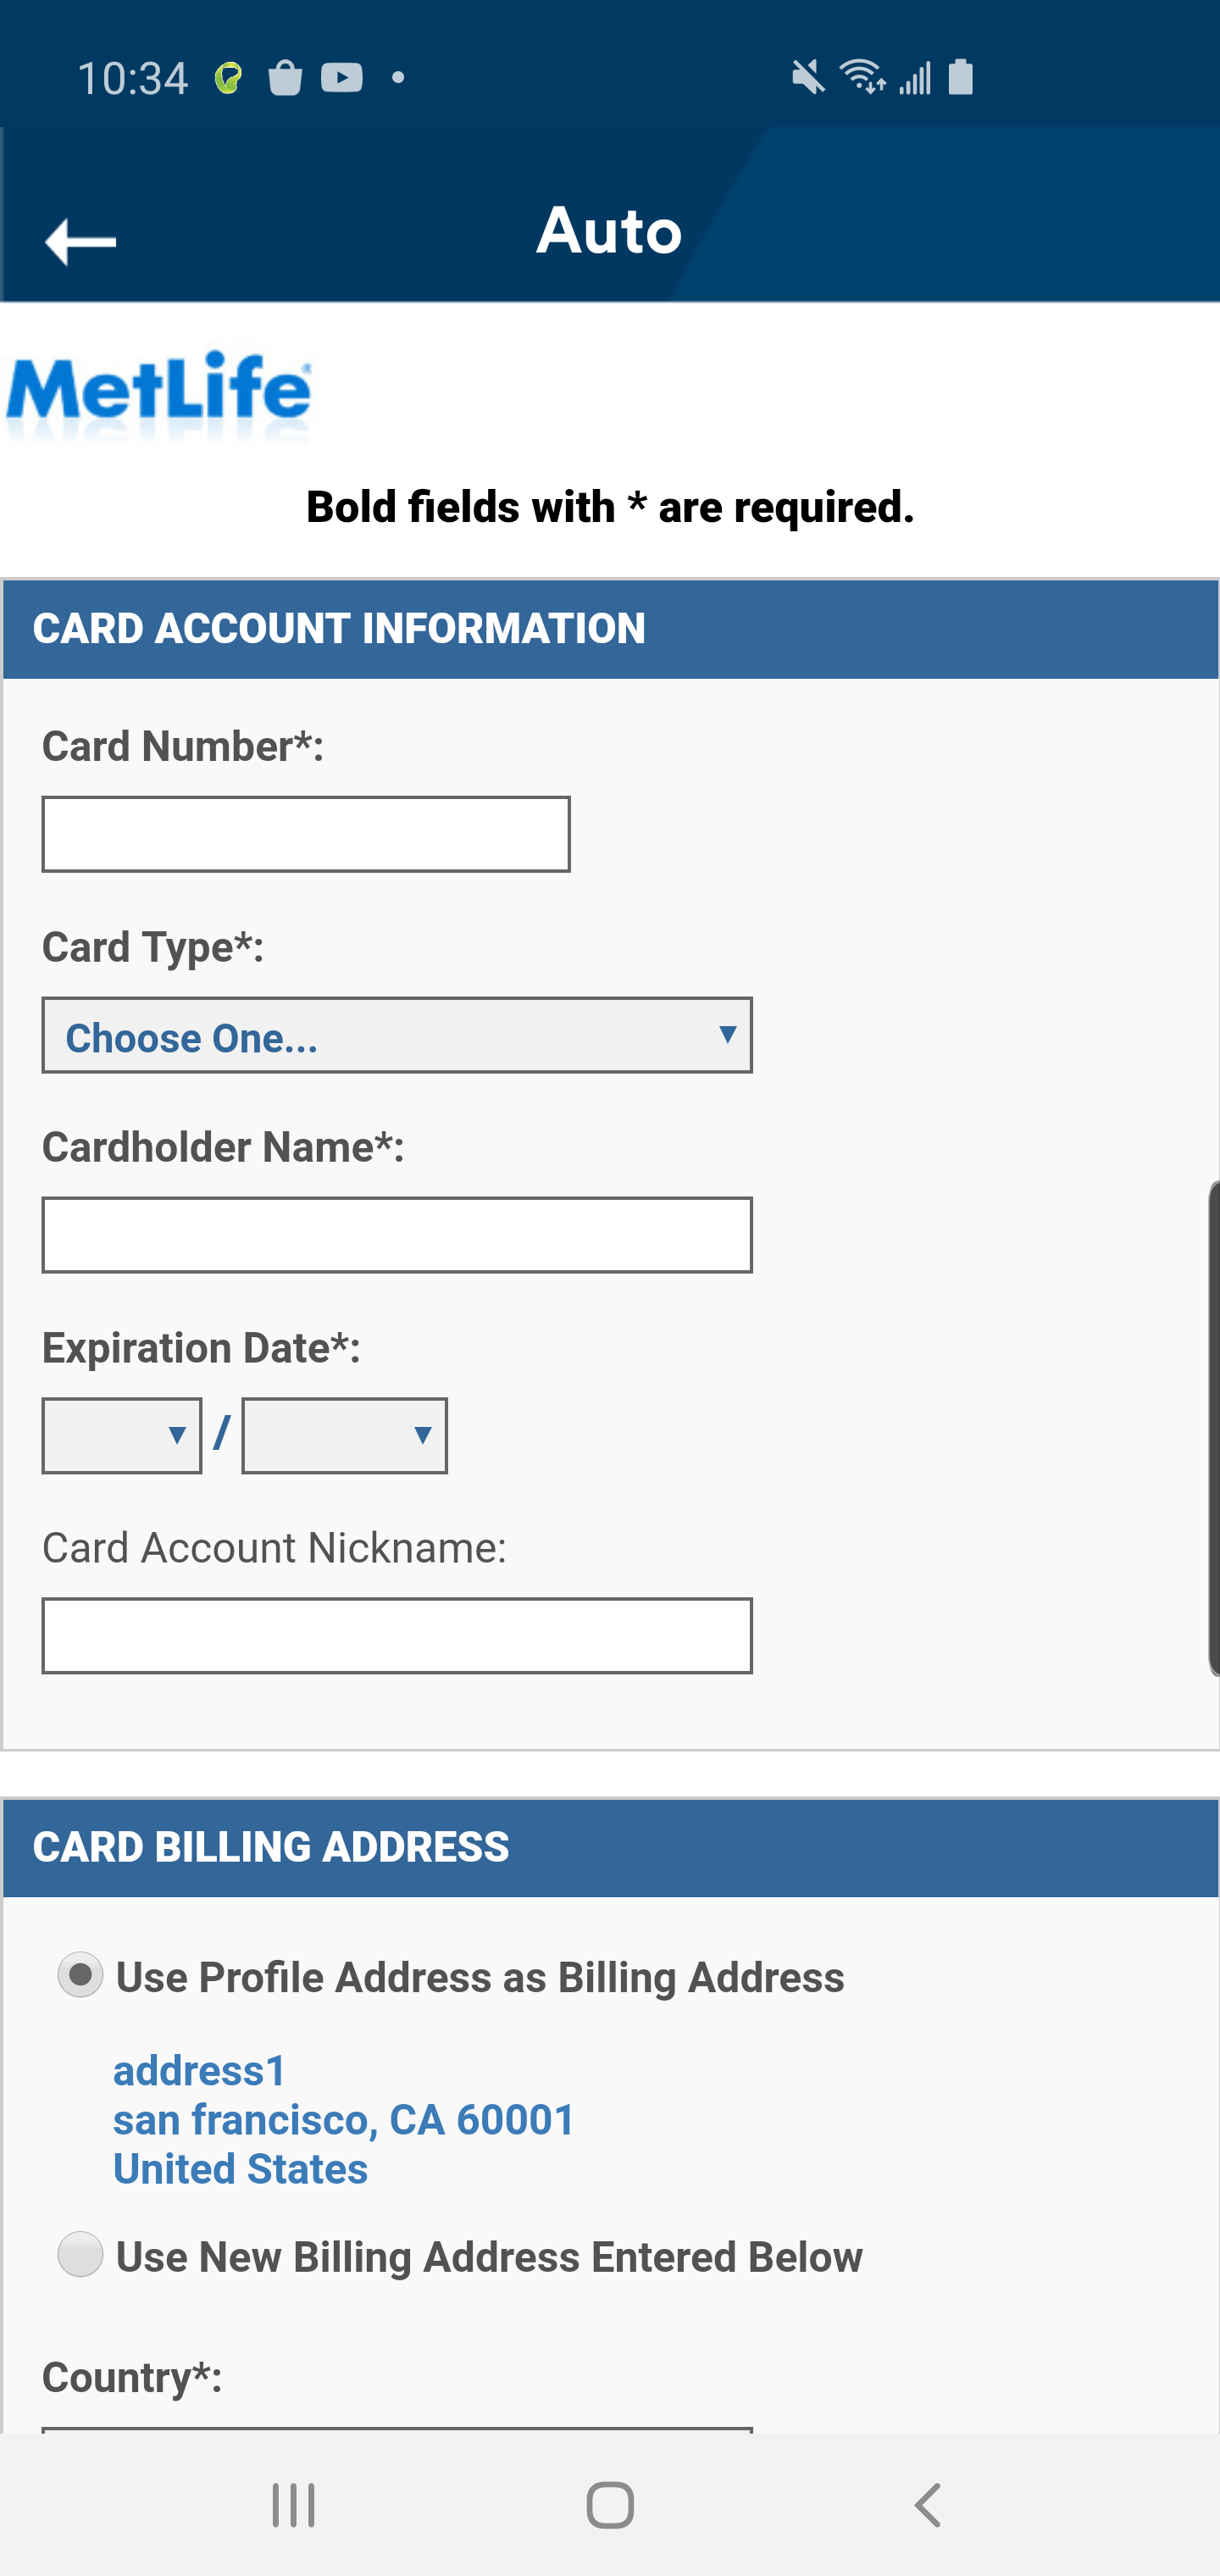 10:34
Auto
MetLife®
Bold fields with * are required.
CARD ACCOUNT INFORMATION
Card Number*:
Card Type*:
Choose One...
Cardholder Name*:
Expiration Date*:
/
Card Account Nickname:
CARD BILLING ADDRESS
Use Profile Address as Billing Address
address1
san francisco, CA 60001
United States
Use New Billing Address Entered Below
Country*: